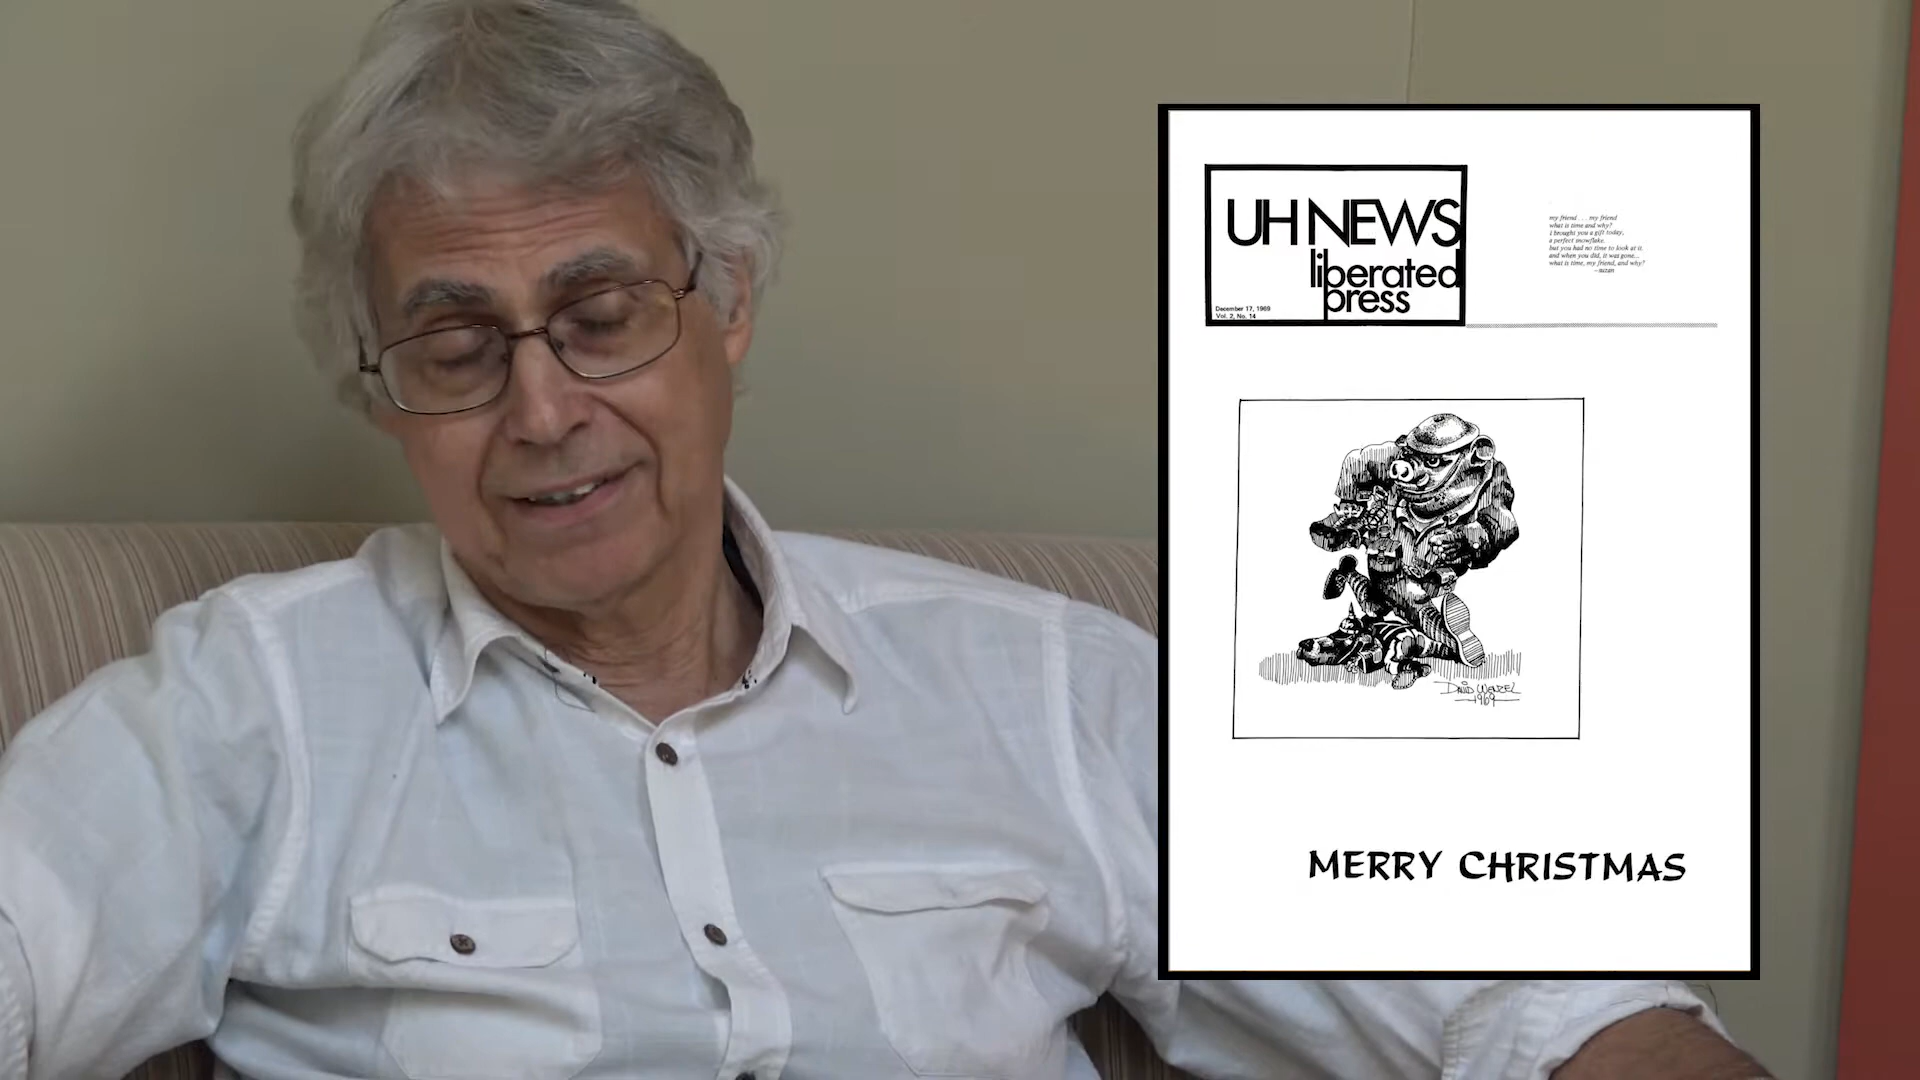 UH NEWS
liberated
press
December 17, 1969
Vol. 2, No. 14
my friend . . . my friend
what is time and why?
I brought you a gift today,
a perfect snowflake.
but you had no time to look at it.
and when you did, it was gone...
what is time, my friend, and why?
—suzan
David Wenzel
1969
MERRY CHRISTMAS